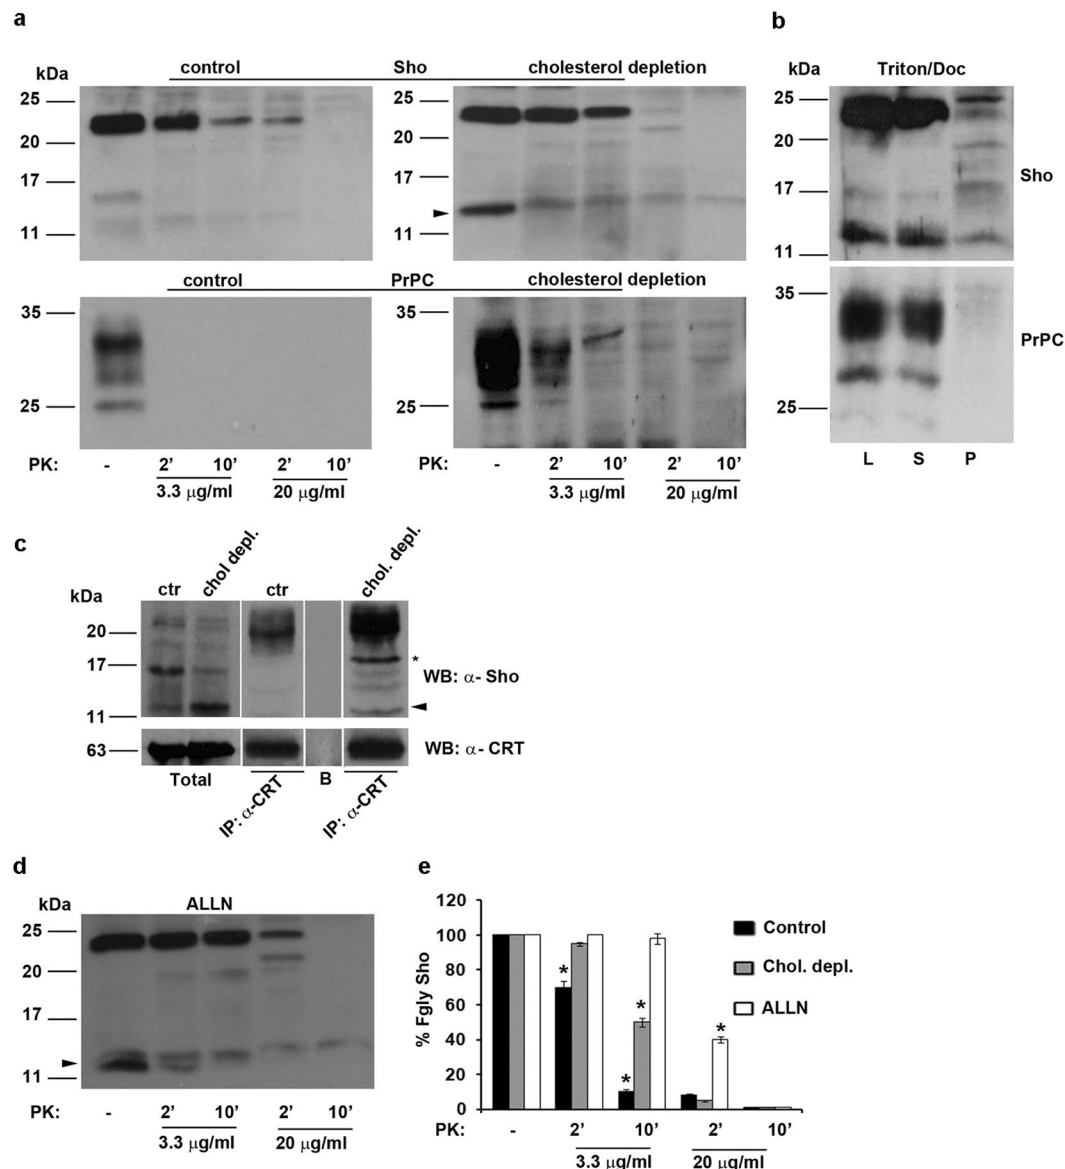 a
kDa
control Sho cholesterol depletion
25
20
17
11
25
20
17
11
control PrPC cholesterol depletion
35
25
35
25
PK: - 2' 10' 2' 10' - 2' 10' 2' 10'
3.3 µg/ml 20 µg/ml 3.3 µg/ml 20 µg/ml
b
kDa Triton/Doc
25
20
17
11
Sho
35
25
PrPC
L S P
c
kDa
ctr chol depl. ctr chol. depl.
20
17
11
*
WB: α- Sho
63
WB: α- CRT
Total IP: α-CRT B IP: α-CRT
d
kDa ALLN
25
20
17
11
PK: - 2' 10' 2' 10'
3.3 µg/ml 20 µg/ml
e
% Fgly Sho
120
100
80
60
40
20
0
* * * *
Control
Chol. depl.
ALLN
PK: - 2' 10' 2' 10'
3.3 µg/ml 20 µg/ml